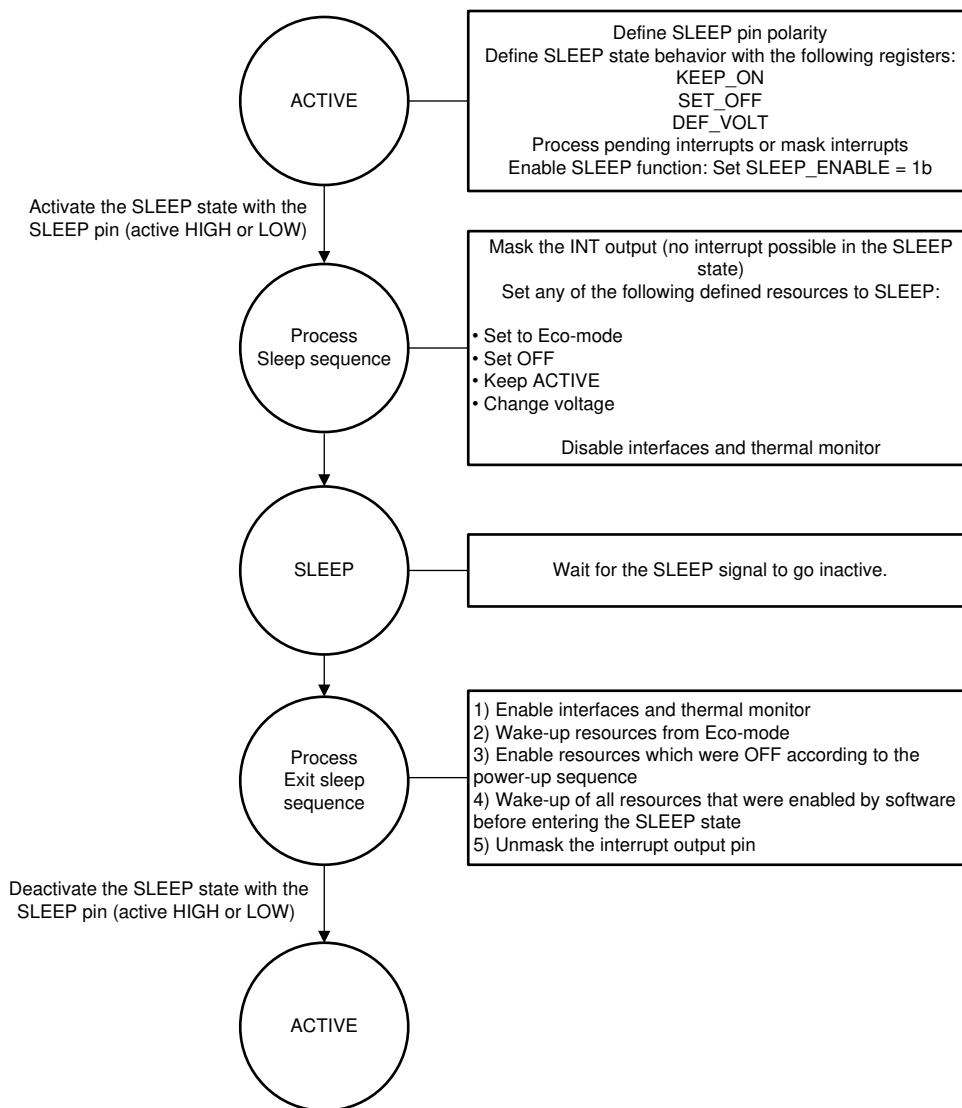 ACTIVE
Define SLEEP pin polarity
Define SLEEP state behavior with the following registers:
KEEP_ON
SET_OFF
DEF_VOLT
Process pending interrupts or mask interrupts
Enable SLEEP function: Set SLEEP_ENABLE = 1b
Activate the SLEEP state with the
SLEEP pin (active HIGH or LOW)
Process
Sleep sequence
Mask the INT output (no interrupt possible in the SLEEP
state)
Set any of the following defined resources to SLEEP:
• Set to Eco-mode
• Set OFF
• Keep ACTIVE
• Change voltage
Disable interfaces and thermal monitor
SLEEP
Wait for the SLEEP signal to go inactive.
Process
Exit sleep
sequence
1) Enable interfaces and thermal monitor
2) Wake-up resources from Eco-mode
3) Enable resources which were OFF according to the
power-up sequence
4) Wake-up of all resources that were enabled by software
before entering the SLEEP state
5) Unmask the interrupt output pin
Deactivate the SLEEP state with the
SLEEP pin (active HIGH or LOW)
ACTIVE